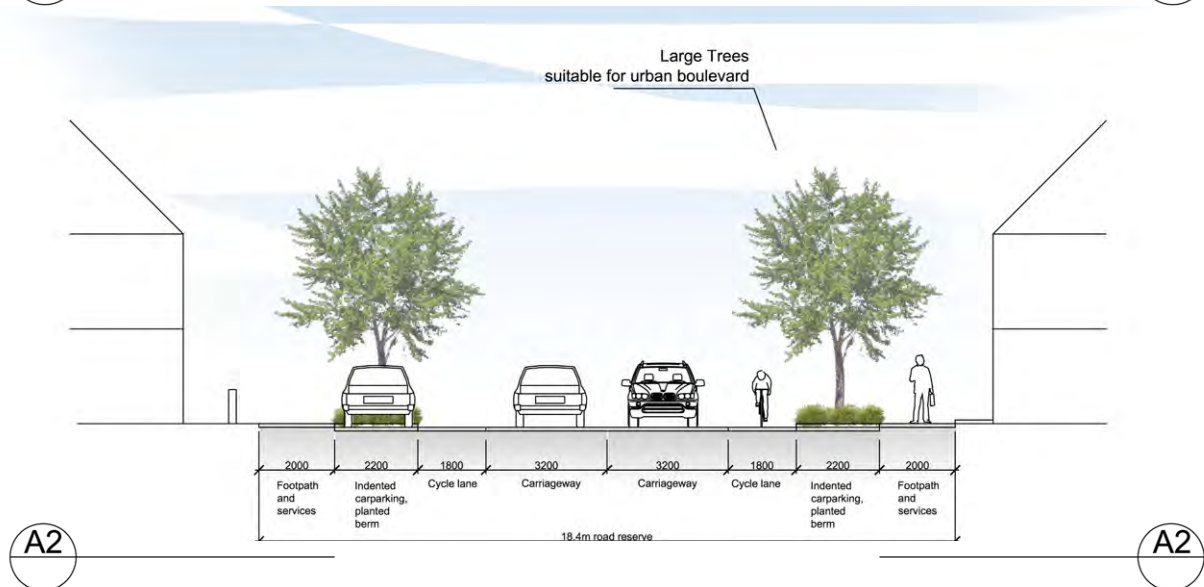 Large Trees
suitable for urban boulevard
2000
2200
1800
3200
3200
1800
2200
2000
Footpath
and
services
Indented
carparking,
planted
berm
Cycle lane
Carriageway
Carriageway
Cycle lane
Indented
carparking,
planted
berm
Footpath
and
services
18.4m road reserve
A2
A2